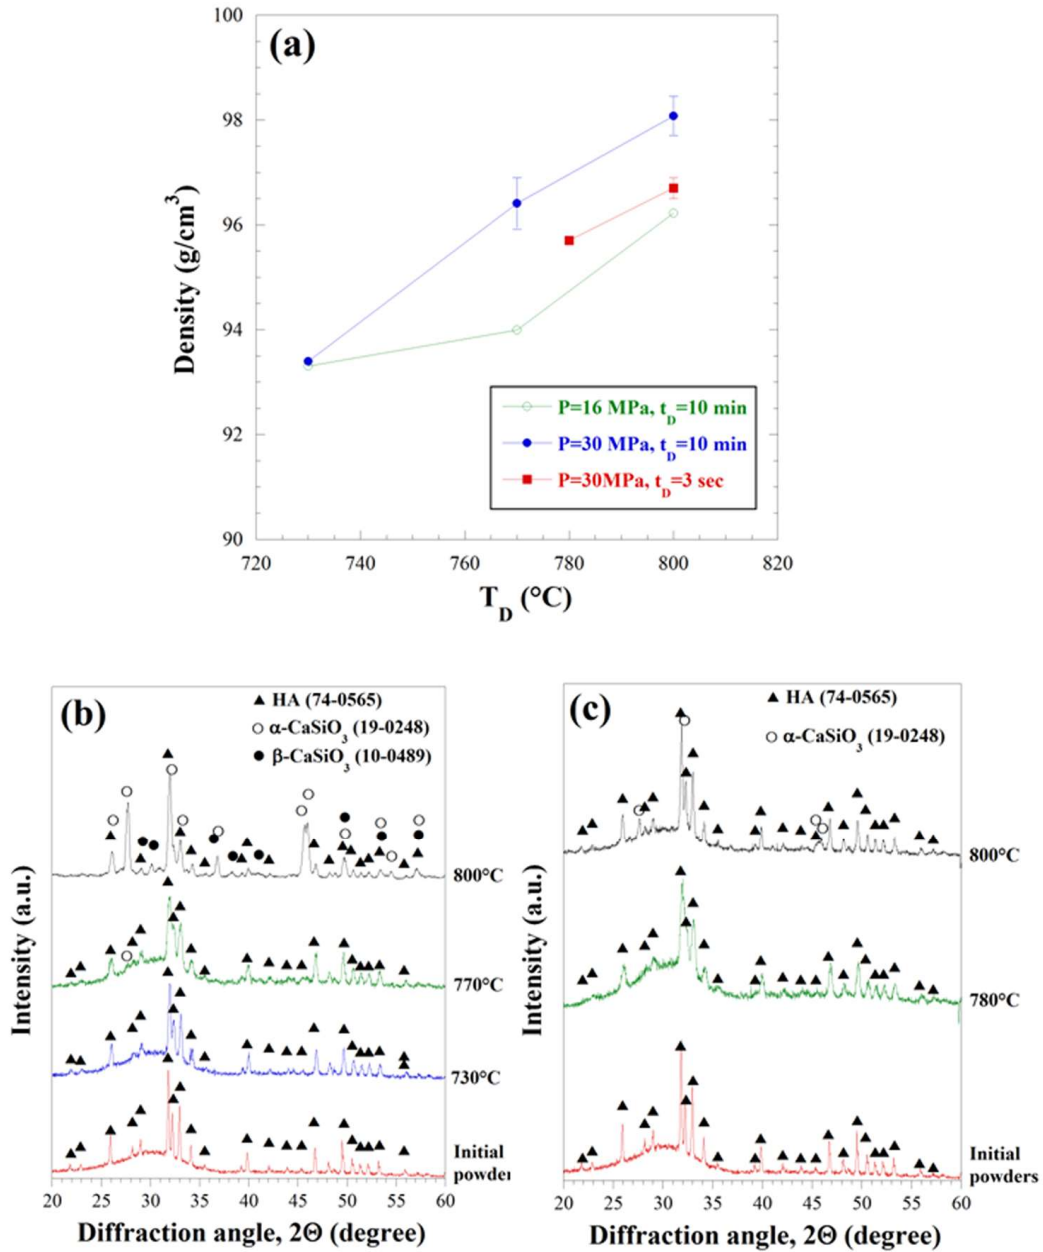 (a)
100
98
96
94
92
90
Density (g/cm³)
P=16 MPa, t_D=10 min
P=30 MPa, t_D=10 min
P=30MPa, t_D=3 sec
720 740 760 780 800 820
T_D (°C)
(b)
HA (74-0565)
α-CaSiO₃ (19-0248)
β-CaSiO₃ (10-0489)
800°C
770°C
730°C
Initial
powder
Intensity (a.u.)
20 25 30 35 40 45 50 55 60
Diffraction angle, 2Θ (degree)
(c)
HA (74-0565)
α-CaSiO₃ (19-0248)
800°C
780°C
Initial
powders
Intensity (a.u.)
20 25 30 35 40 45 50 55 60
Diffraction angle, 2Θ (degree)